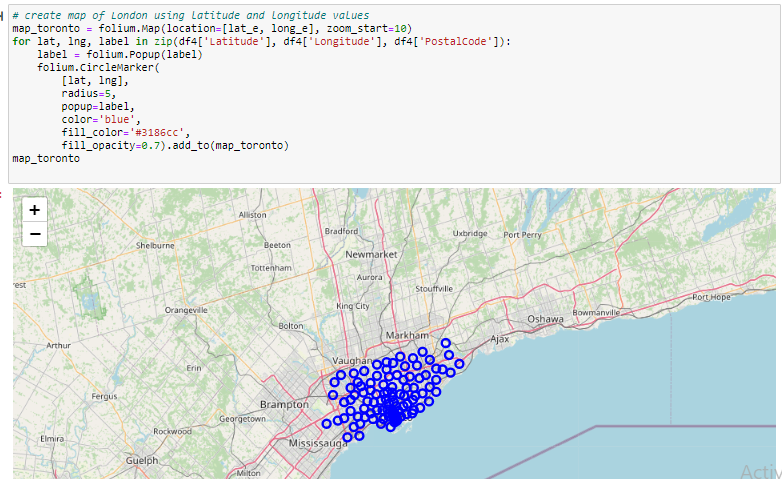 # create map of London using latitude and longitude values
map_toronto = folium.Map(location=[lat_e, long_e], zoom_start=10)
for lat, lng, label in zip(df4['Latitude'], df4['Longitude'], df4['PostalCode']):
    label = folium.Popup(label)
    folium.CircleMarker(
        [lat, lng],
        radius=5,
        popup=label,
        color='blue',
        fill_color='#3186cc',
        fill_opacity=0.7).add_to(map_toronto)
map_toronto
+
−
Alliston
Bradford
Uxbridge
Port Perry
Shelburne
Beeton
Newmarket
Tottenham
Aurora
est
Stouffville
Port Hope
King City
Orangeville
Bowmanville
Oshawa
Bolton
Markham
Ajax
Arthur
Vaughan
Erin
Fergus
Brampton
Georgetown
Rockwood
Elmira
Mississauga
Guelph
Milton
Activ